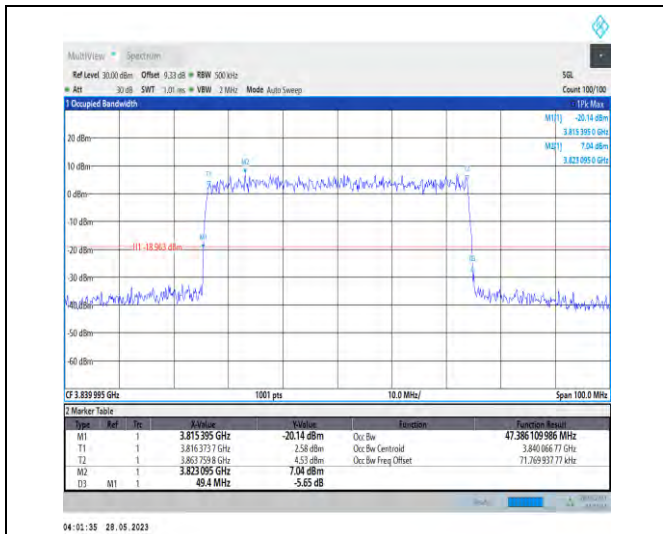 MultiView Spectrum
Ref Level 30.00 dBm Offset 9.33 dB RBW 500 kHz SGL
Att 30 dB SWT 1.01 ms VBW 2 MHz Mode Auto Sweep Count 100/100
1 Occupied Bandwidth 1Pk Max
M1[1] -20.14 dBm
3.815 395 0 GHz
M2[1] 7.04 dBm
3.823 095 0 GHz
20 dBm
10 dBm
M2
T1
0 dBm
-10 dBm
M1
H1 -18.963 dBm
-20 dBm
-30 dBm
-40 dBm
-50 dBm
-60 dBm
CF 3.839 995 GHz 1001 pts 10.0 MHz/ Span 100.0 MHz
2 Marker Table
Type Ref Trc X-Value Y-Value Function Function Result
M1 1 3.815 395 GHz -20.14 dBm Occ Bw 47.386 109 986 MHz
T1 1 3.816 373 7 GHz 2.58 dBm Occ Bw Centroid 3.840 066 77 GHz
T2 1 3.863 759 8 GHz 4.53 dBm Occ Bw Freq Offset 71.769 937 77 kHz
M2 1 3.823 095 GHz 7.04 dBm
D3 M1 1 49.4 MHz -5.65 dB
04:01:35 28.05.2023